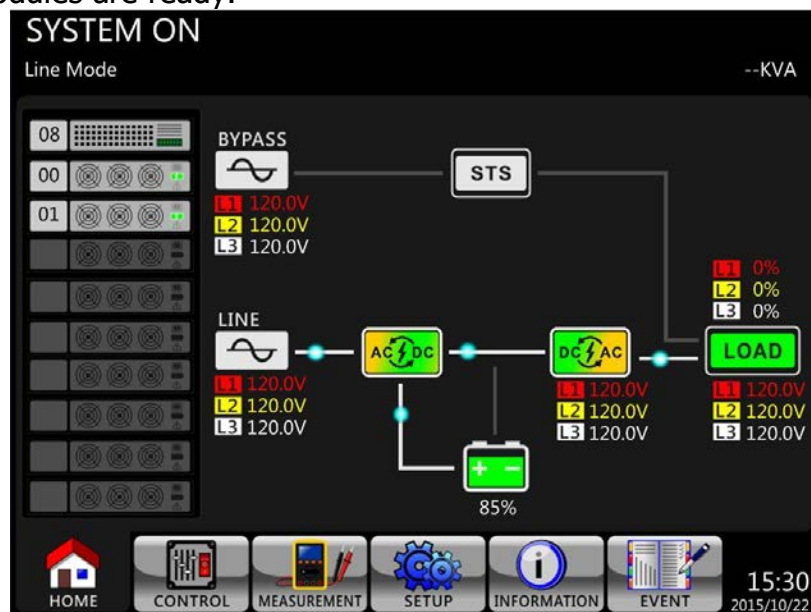 odules are ready.
SYSTEM ON
Line Mode
--KVA
08
00
01
BYPASS
L1 120.0V
L2 120.0V
L3 120.0V
STS
L1 0%
L2 0%
L3 0%
LINE
L1 120.0V
L2 120.0V
L3 120.0V
AC DC
DC AC
L1 120.0V
L2 120.0V
L3 120.0V
LOAD
L1 120.0V
L2 120.0V
L3 120.0V
+ -
85%
HOME
CONTROL
MEASUREMENT
SETUP
INFORMATION
EVENT
15:30
2015/10/22